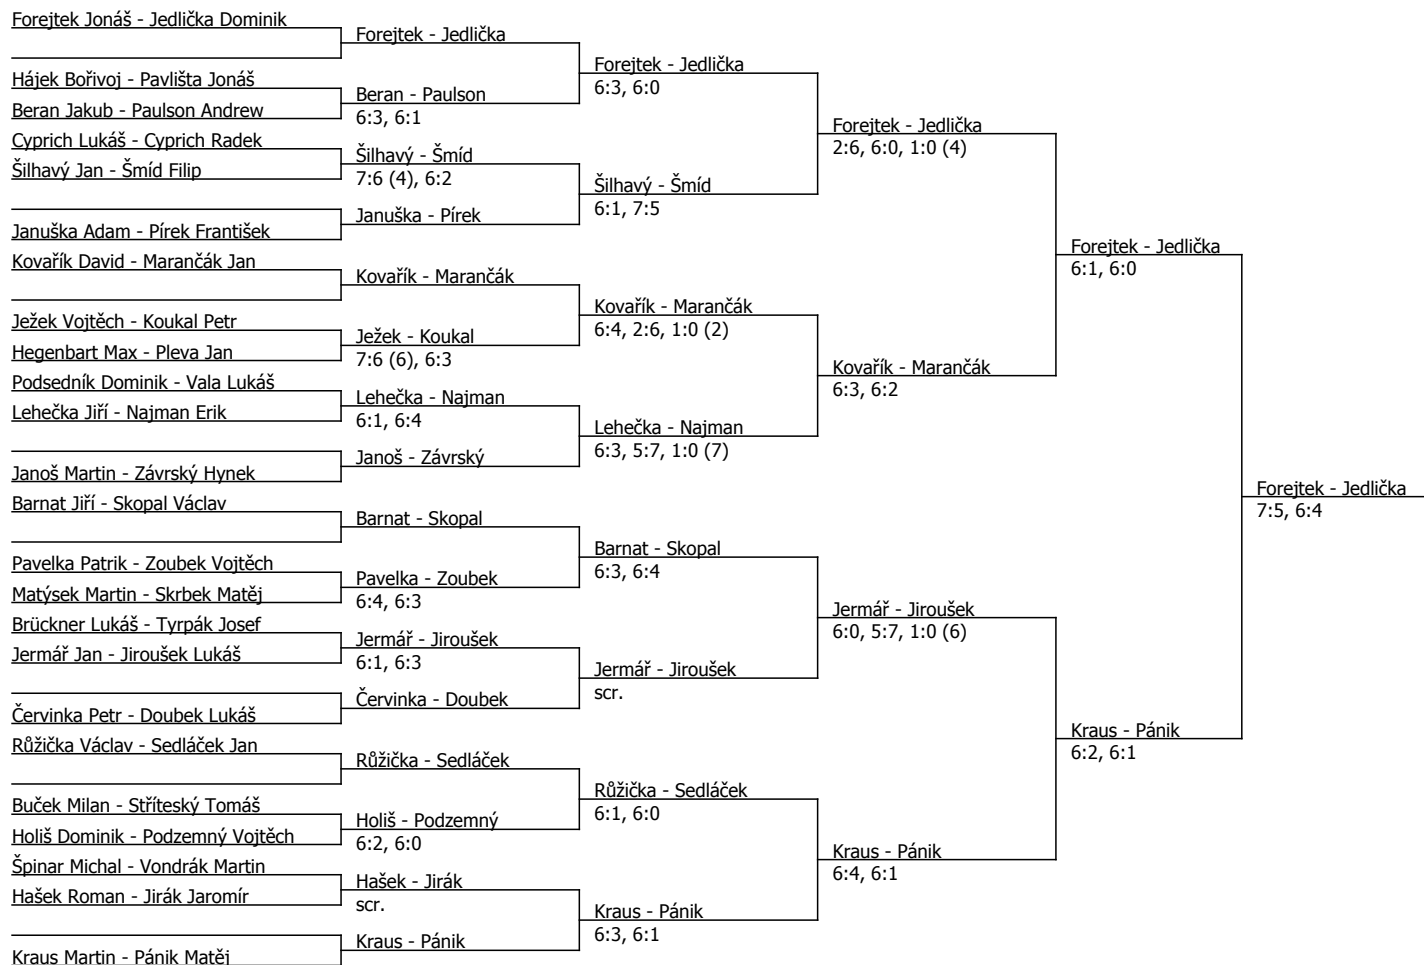 Forejtek Jonáš - Jedlička Dominik
Hájek Bořivoj - Pavlišta Jonáš
Beran Jakub - Paulson Andrew
Cyprich Lukáš - Cyprich Radek
Šilhavý Jan - Šmíd Filip
Januška Adam - Pírek František
Kovařík David - Marančák Jan
Ježek Vojtěch - Koukal Petr
Hegenbart Max - Pleva Jan
Podsedník Dominik - Vala Lukáš
Lehečka Jiří - Najman Erik
Janoš Martin - Závrský Hynek
Barnat Jiří - Skopal Václav
Pavelka Patrik - Zoubek Vojtěch
Matýsek Martin - Skrbek Matěj
Brückner Lukáš - Tyrpák Josef
Jermář Jan - Jiroušek Lukáš
Červinka Petr - Doubek Lukáš
Růžička Václav - Sedláček Jan
Buček Milan - Stříteský Tomáš
Holiš Dominik - Podzemný Vojtěch
Špinar Michal - Vondrák Martin
Hašek Roman - Jirák Jaromír
Kraus Martin - Pánik Matěj
Forejtek - Jedlička
Beran - Paulson
6:3, 6:1
Šilhavý - Šmíd
7:6 (4), 6:2
Januška - Pírek
Kovařík - Marančák
Ježek - Koukal
7:6 (6), 6:3
Lehečka - Najman
6:1, 6:4
Janoš - Závrský
Barnat - Skopal
Pavelka - Zoubek
6:4, 6:3
Jermář - Jiroušek
6:1, 6:3
Červinka - Doubek
Růžička - Sedláček
Holiš - Podzemný
6:2, 6:0
Hašek - Jirák
scr.
Kraus - Pánik
Forejtek - Jedlička
6:3, 6:0
Šilhavý - Šmíd
6:1, 7:5
Kovařík - Marančák
6:4, 2:6, 1:0 (2)
Lehečka - Najman
6:3, 5:7, 1:0 (7)
Barnat - Skopal
6:3, 6:4
Jermář - Jiroušek
scr.
Růžička - Sedláček
6:1, 6:0
Kraus - Pánik
6:3, 6:1
Forejtek - Jedlička
2:6, 6:0, 1:0 (4)
Kovařík - Marančák
6:3, 6:2
Jermář - Jiroušek
6:0, 5:7, 1:0 (6)
Kraus - Pánik
6:4, 6:1
Forejtek - Jedlička
6:1, 6:0
Kraus - Pánik
6:2, 6:1
Forejtek - Jedlička
7:5, 6:4